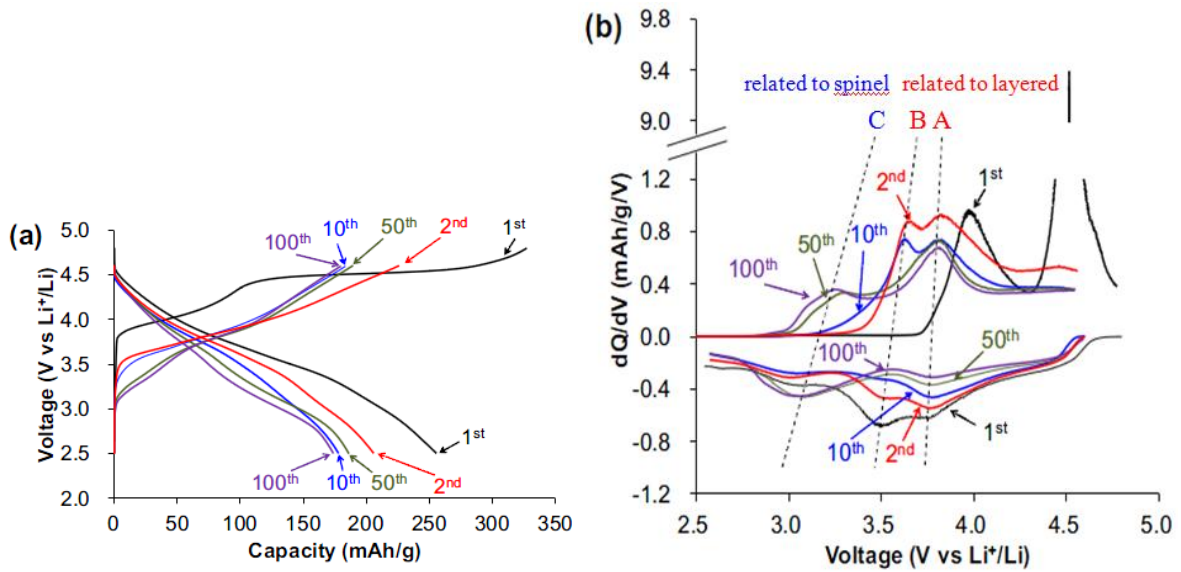 (a)
5.0
4.5
4.0
3.5
3.0
2.5
2.0
Voltage (V vs Li⁺/Li)
100th
10th
50th
2nd
1st
1st
2nd
50th
10th
100th
0
50
100
150
200
250
300
350
Capacity (mAh/g)
(b)
9.8
9.4
9.0
1.2
0.8
0.4
0.0
-0.4
-0.8
-1.2
dQ/dV (mAh/g/V)
related to spinel related to layered
C B A
2nd
1st
10th
50th
100th
100th
50th
10th
2nd
1st
2.5
3.0
3.5
4.0
4.5
5.0
Voltage (V vs Li⁺/Li)